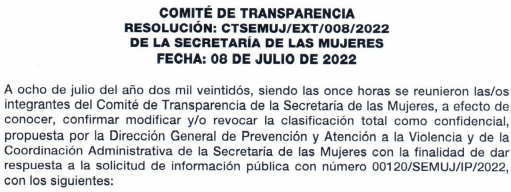 COMITÉ DE TRANSPARENCIA
RESOLUCIÓN: CTSEMUJ/EXT/008/2022
DE LA SECRETARÍA DE LAS MUJERES
FECHA: 08 DE JULIO DE 2022
A ocho de julio del año dos mil veintidós, siendo las once horas se reunieron las/os
integrantes del Comité de Transparencia de la Secretaría de las Mujeres, a efecto de
conocer, confirmar modificar y/o revocar la clasificación total como confidencial,
propuesta por la Dirección General de Prevención y Atención a la Violencia y de la
Coordinación Administrativa de la Secretaría de las Mujeres con la finalidad de dar
respuesta a la solicitud de información pública con número 00120/SEMUJ/IP/2022,
con los siguientes: